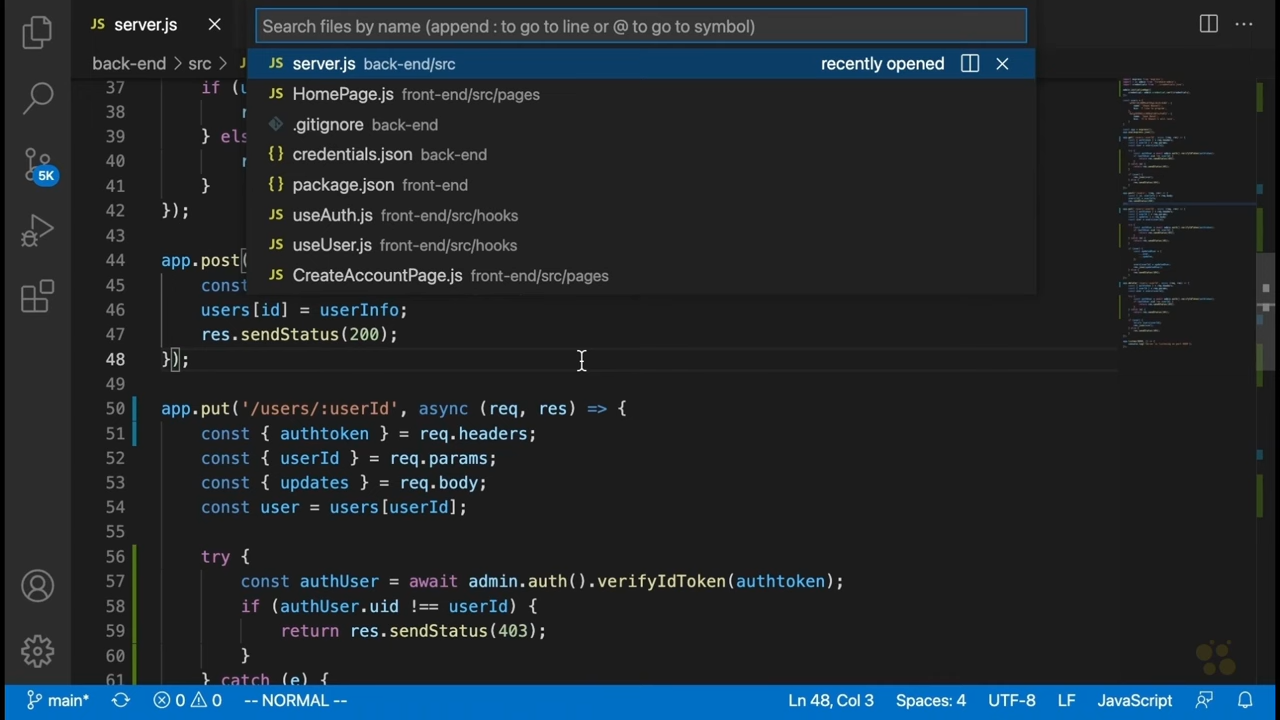 JS server.js
Search files by name (append : to go to line or @ to go to symbol)
back-end > src >
JS server.js back-end/src recently opened
JS HomePage.js front-end/src/pages
.gitignore back-end
{} credentials.json back-end
{} package.json front-end
JS useAuth.js front-end/src/hooks
JS useUser.js front-end/src/hooks
JS CreateAccountPage.js front-end/src/pages
5K
37 if (
38
39 } els
40
41 }
42 });
43
44 app.post(
45 const
46 users[id] = userInfo;
47 res.sendStatus(200);
48 });
49
50 app.put('/users/:userId', async (req, res) => {
51 const { authtoken } = req.headers;
52 const { userId } = req.params;
53 const { updates } = req.body;
54 const user = users[userId];
55
56 try {
57 const authUser = await admin.auth().verifyIdToken(authtoken);
58 if (authUser.uid !== userId) {
59 return res.sendStatus(403);
60 }
61 } catch (e) {
main* 0 0 -- NORMAL -- Ln 48, Col 3 Spaces: 4 UTF-8 LF JavaScript